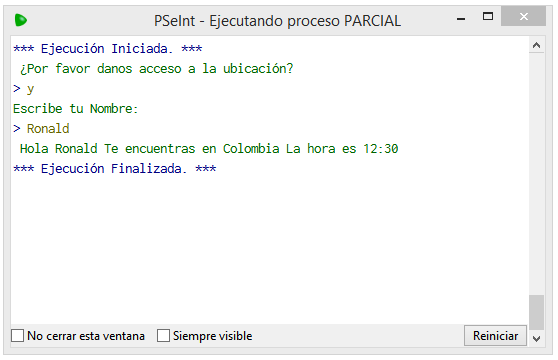 PSeInt - Ejecutando proceso PARCIAL
*** Ejecución Iniciada. ***
¿Por favor danos acceso a la ubicación?
> y
Escribe tu Nombre:
> Ronald
Hola Ronald Te encuentras en Colombia La hora es 12:30
*** Ejecución Finalizada. ***
No cerrar esta ventana Siempre visible Reiniciar